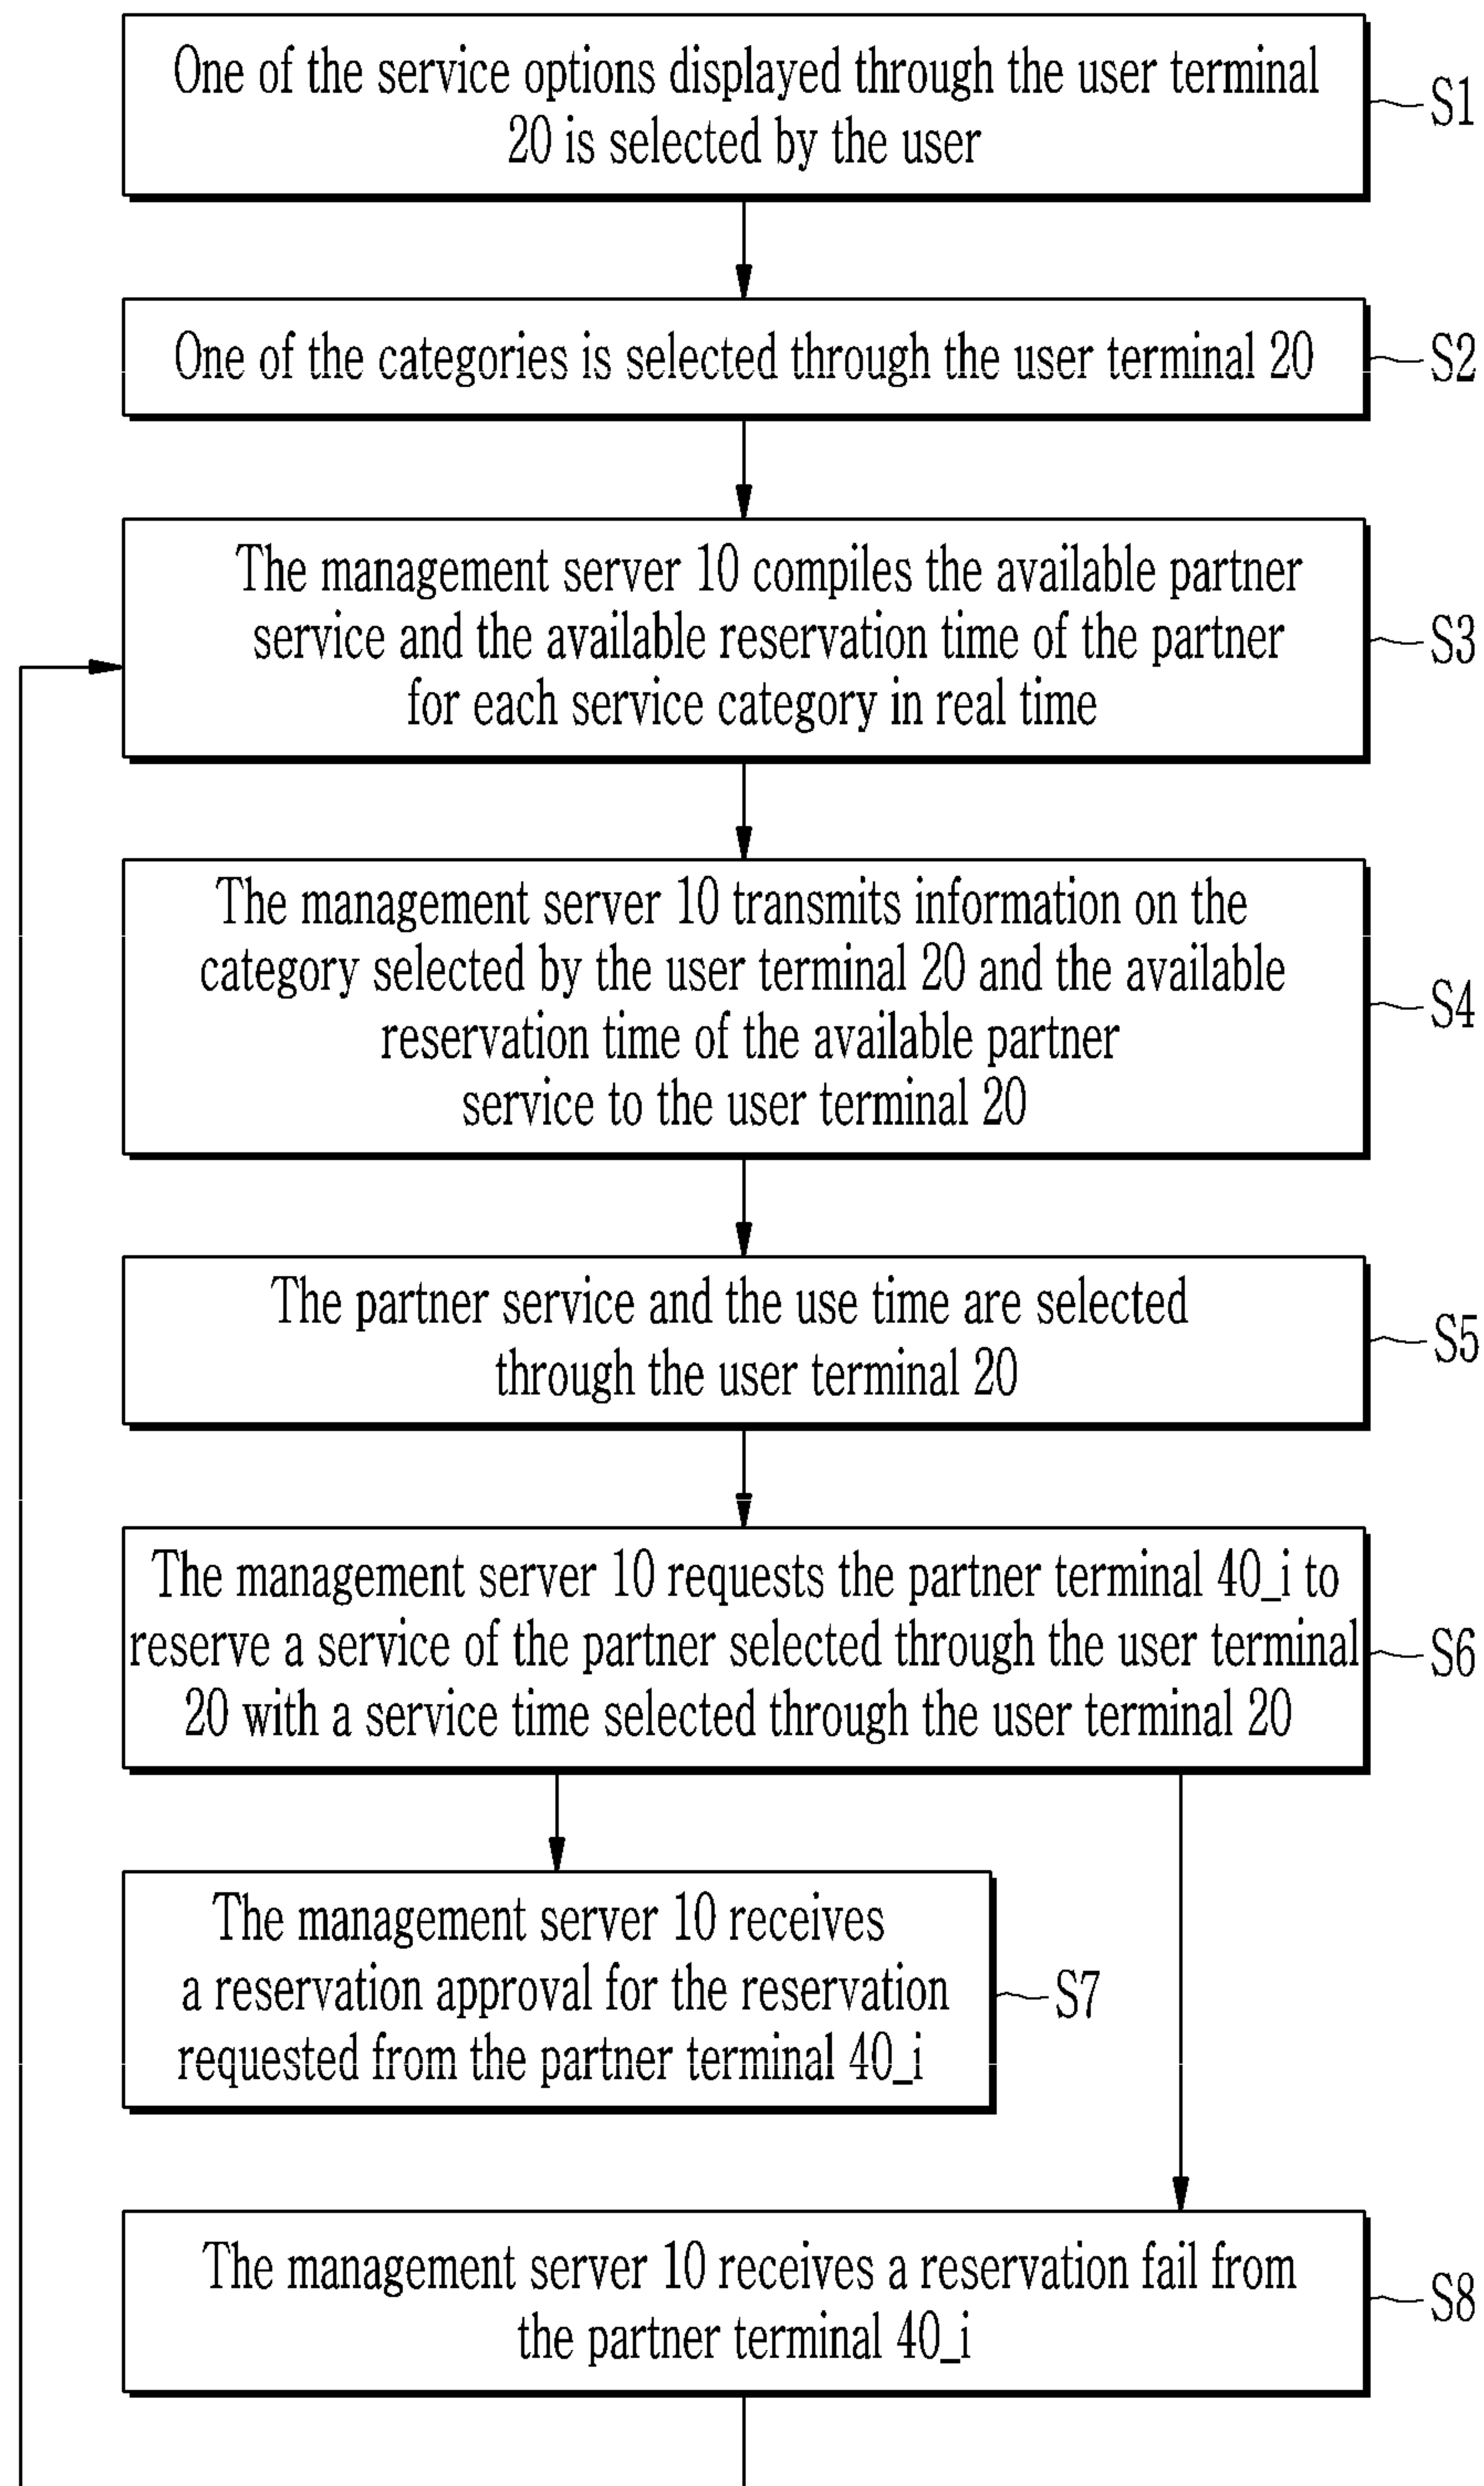 One of the service options displayed through the user terminal
20 is selected by the user
S1
One of the categories is selected through the user terminal 20
S2
The management server 10 compiles the available partner
service and the available reservation time of the partner
for each service category in real time
S3
The management server 10 transmits information on the
category selected by the user terminal 20 and the available
reservation time of the available partner
service to the user terminal 20
S4
The partner service and the use time are selected
through the user terminal 20
S5
The management server 10 requests the partner terminal 40_i to
reserve a service of the partner selected through the user terminal
20 with a service time selected through the user terminal 20
S6
The management server 10 receives
a reservation approval for the reservation
requested from the partner terminal 40_i
S7
The management server 10 receives a reservation fail from
the partner terminal 40_i
S8